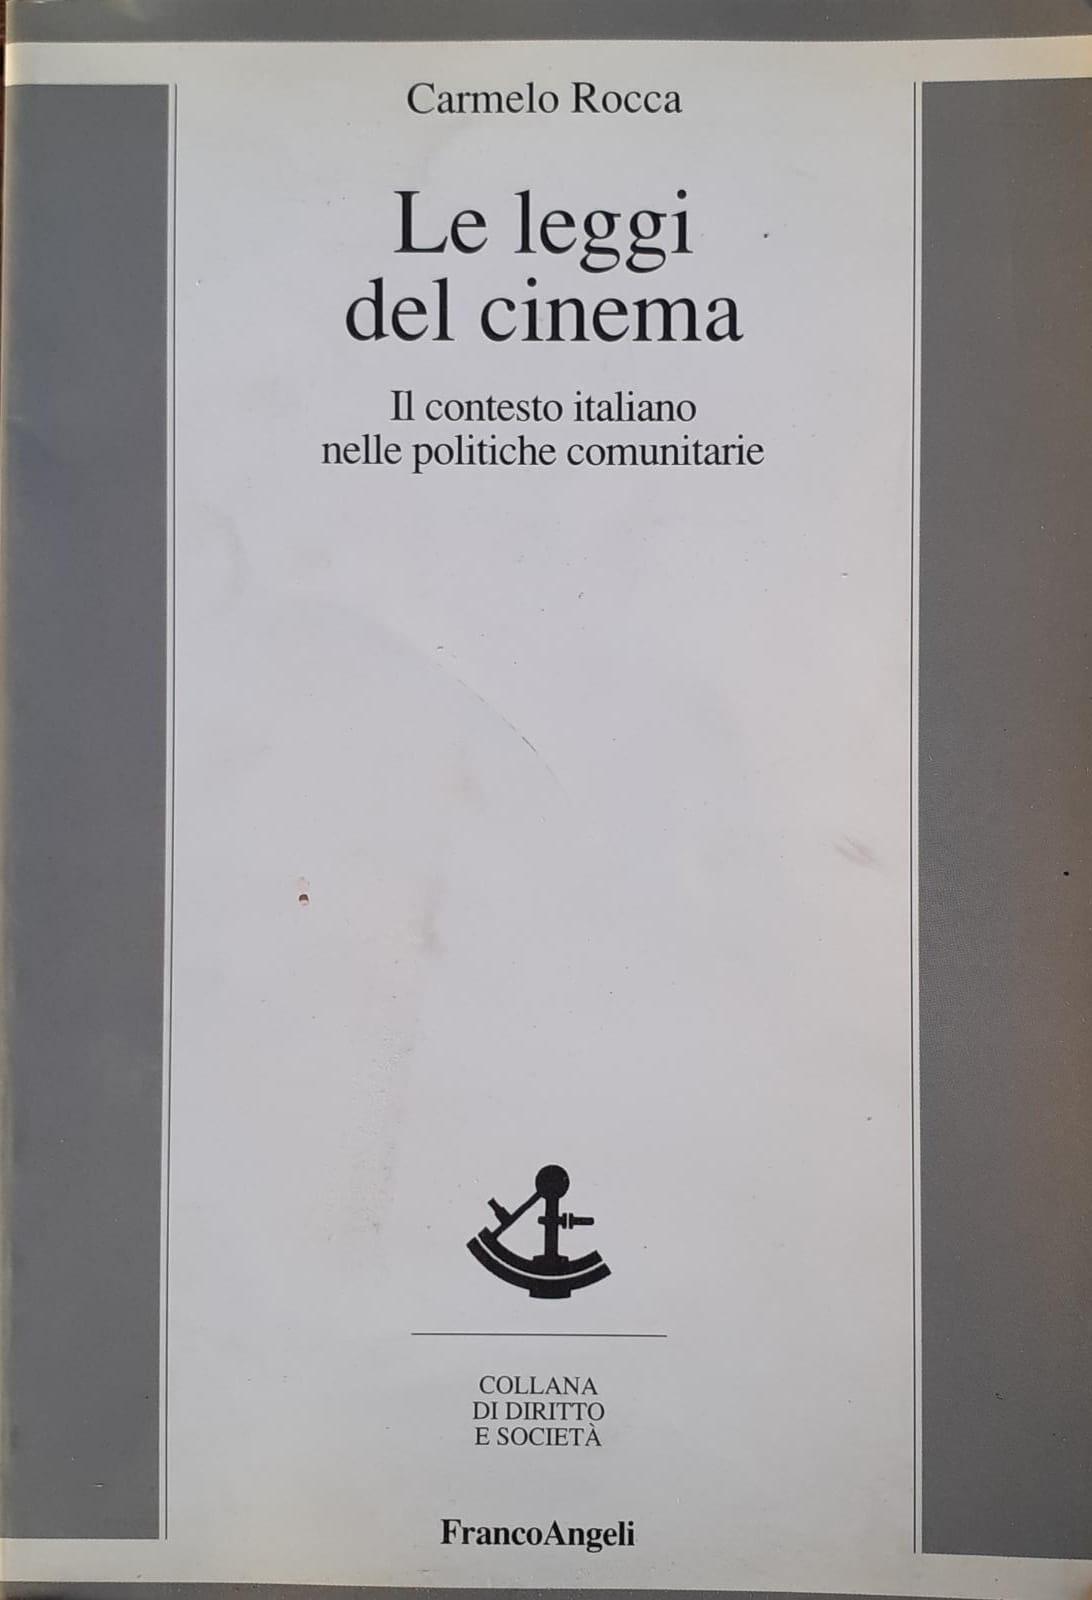 Carmelo Rocca
Le leggi
del cinema
Il contesto italiano
nelle politiche comunitarie
COLLANA
DI DIRITTO
E SOCIETÀ
FrancoAngeli